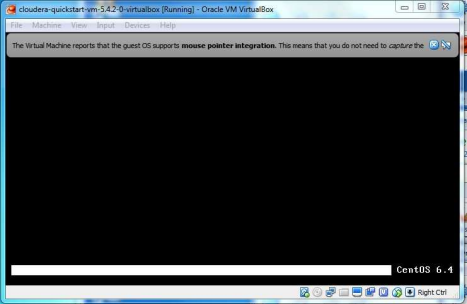 cloudera-quickstart-vm-5.4.2-0-virtualbox [Running] - Oracle VM VirtualBox
File Machine View Input Devices Help
The Virtual Machine reports that the guest OS supports mouse pointer integration. This means that you do not need to capture the
CentOS 6.4
Right Ctrl